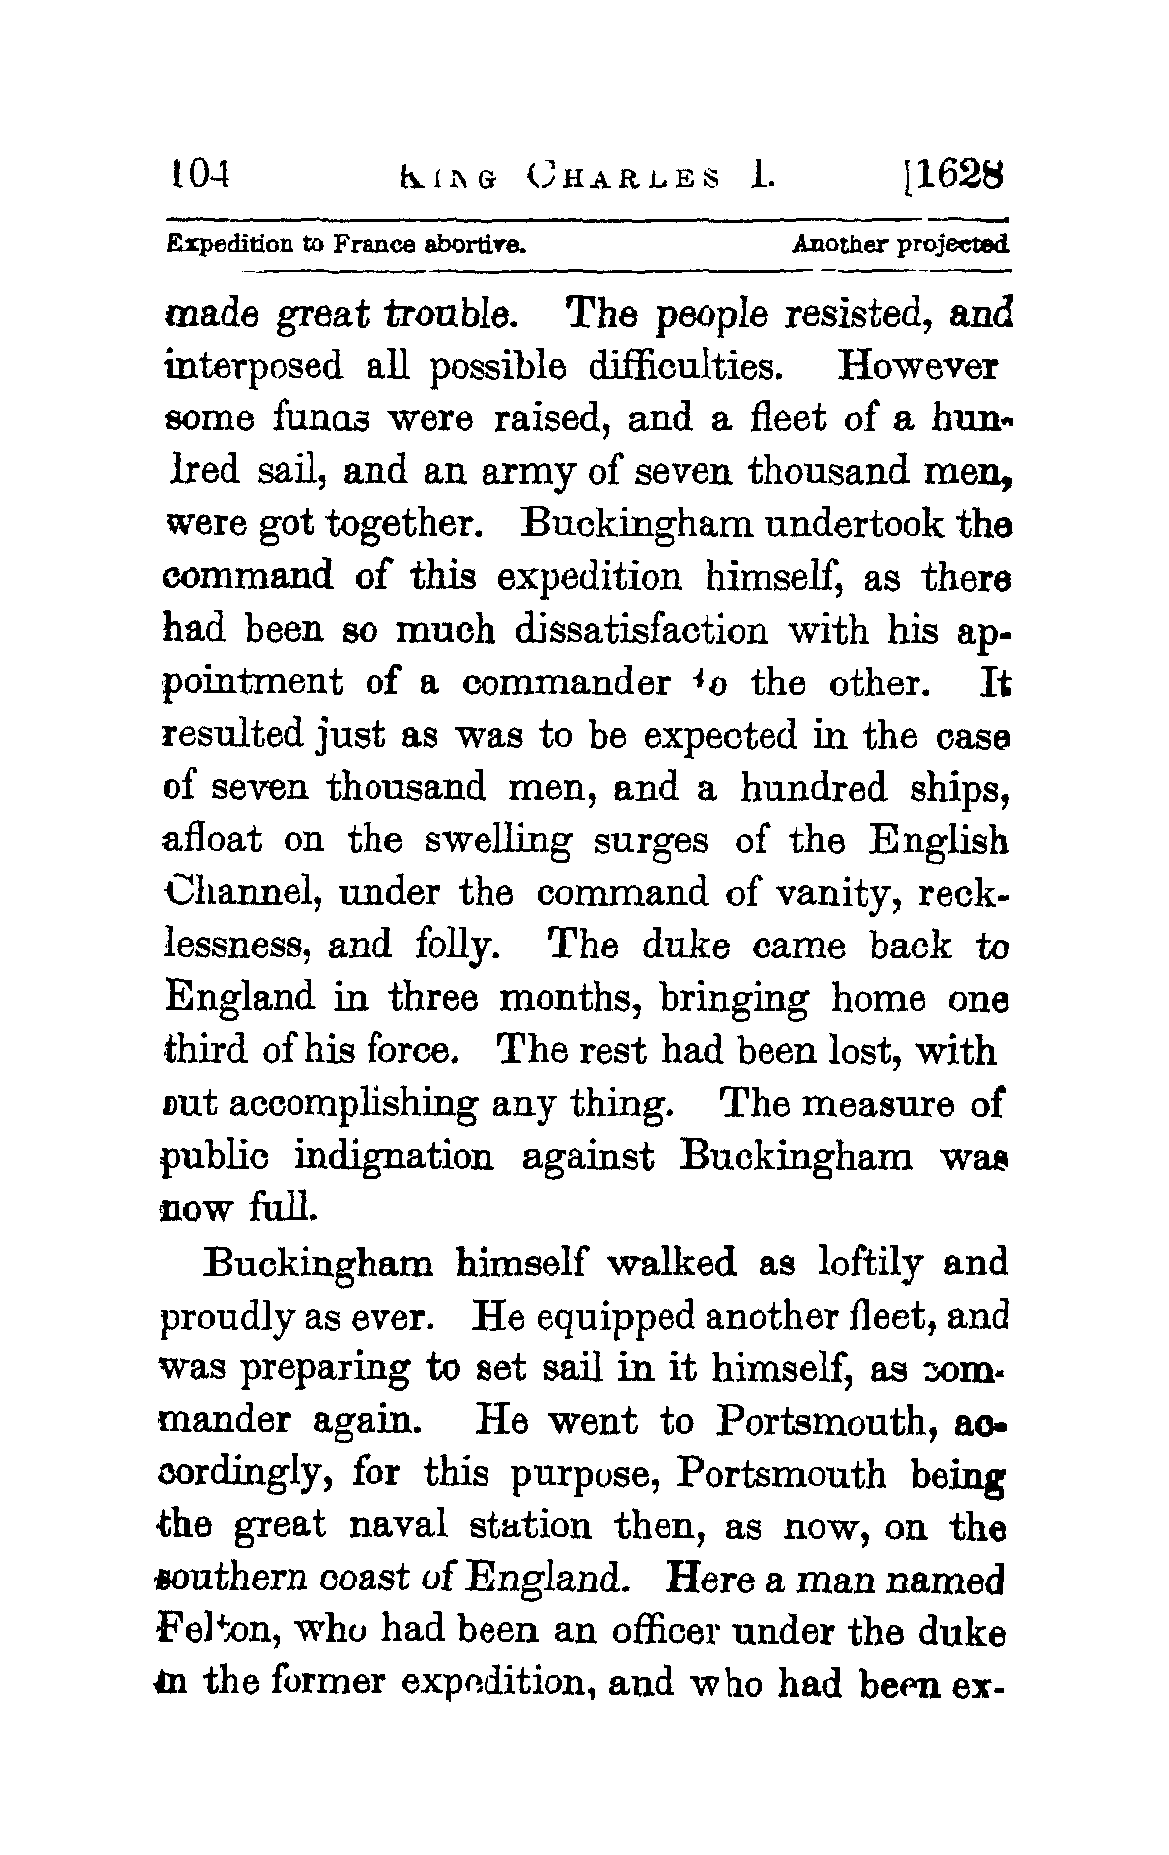 104 KING CHARLES I. [1628
Expedition to France abortive. Another projected
made great trouble. The people resisted, and
interposed all possible difficulties. However
some funds were raised, and a fleet of a hun-
dred sail, and an army of seven thousand men,
were got together. Buckingham undertook the
command of this expedition himself, as there
had been so much dissatisfaction with his ap-
pointment of a commander to the other. It
resulted just as was to be expected in the case
of seven thousand men, and a hundred ships,
afloat on the swelling surges of the English
Channel, under the command of vanity, reck-
lessness, and folly. The duke came back to
England in three months, bringing home one
third of his force. The rest had been lost, with
out accomplishing any thing. The measure of
public indignation against Buckingham was
now full.
Buckingham himself walked as loftily and
proudly as ever. He equipped another fleet, and
was preparing to set sail in it himself, as com-
mander again. He went to Portsmouth, ac-
cordingly, for this purpose, Portsmouth being
the great naval station then, as now, on the
southern coast of England. Here a man named
Felton, who had been an officer under the duke
in the former expedition, and who had been ex-